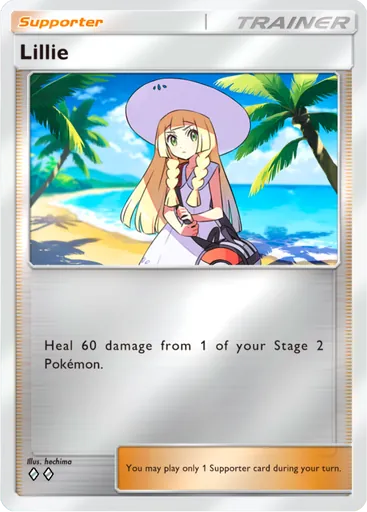 Supporter TRAINER
Lillie
Heal 60 damage from 1 of your Stage 2
Pokémon.
Illus. hechima
You may play only 1 Supporter card during your turn.